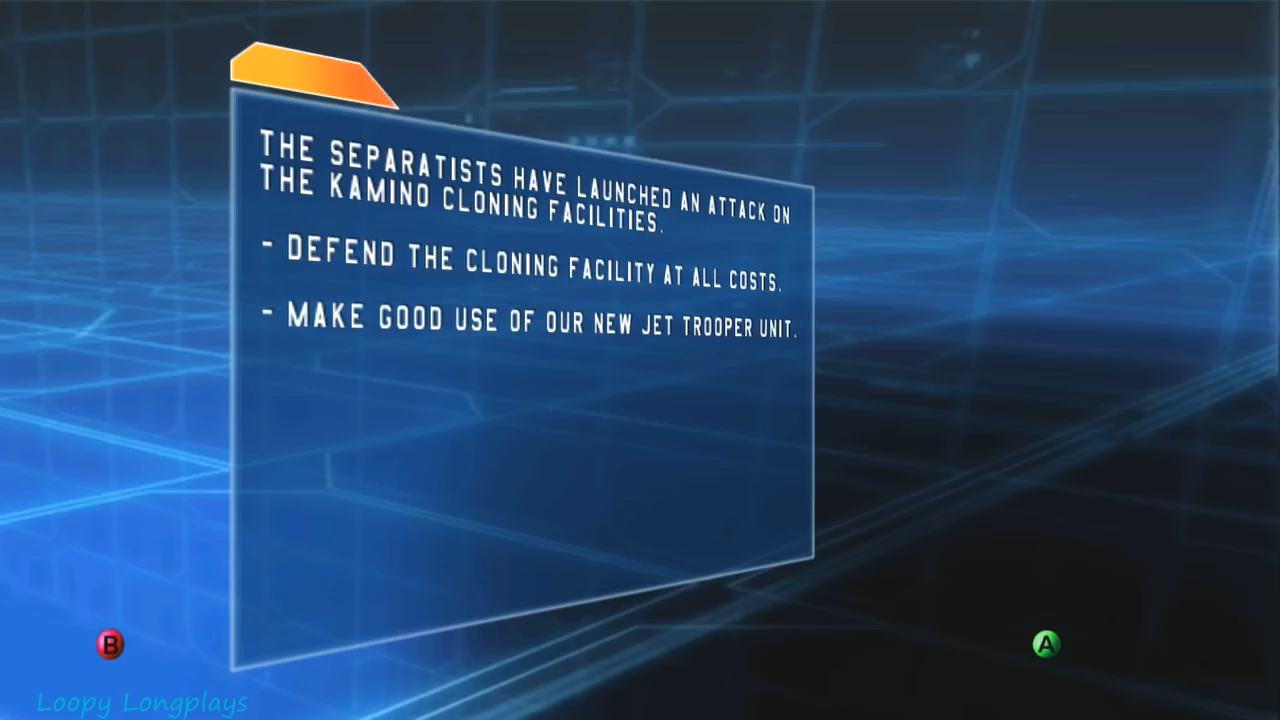 THE SEPARATISTS HAVE LAUNCHED AN ATTACK ON
THE KAMINO CLONING FACILITIES.
- DEFEND THE CLONING FACILITY AT ALL COSTS.
- MAKE GOOD USE OF OUR NEW JET TROOPER UNIT.
B
A
Loopy Longplays